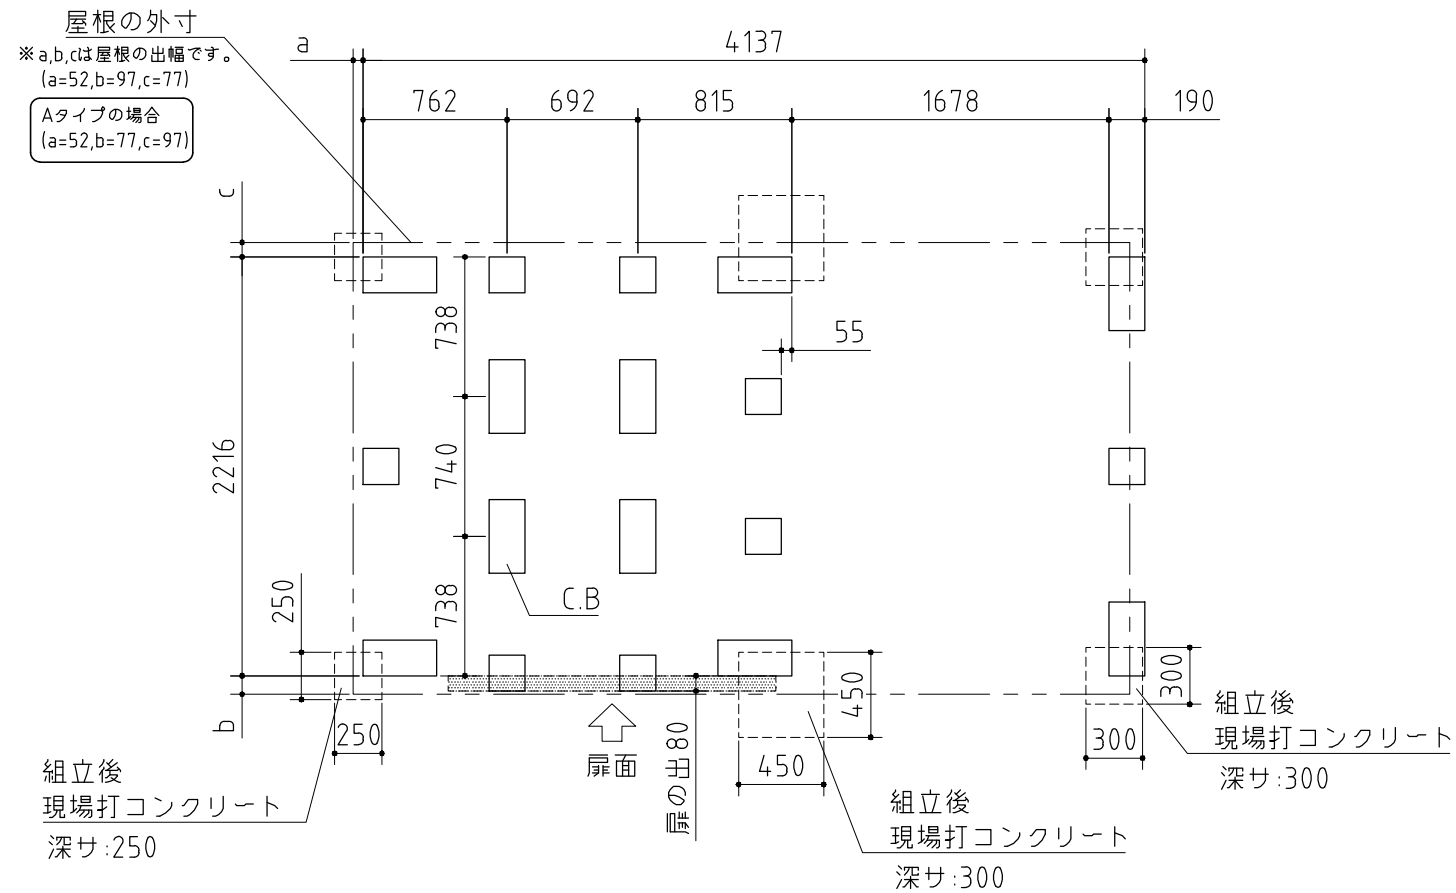 屋根の外寸
※a,b,cは屋根の出幅です。
(a=52,b=97,c=77)
Aタイプの場合
(a=52,b=77,c=97)
a
4137
762
692
815
1678
190
c
738
55
2216
740
250
738
C.B
b
250
扉面
扉の出80
450
450
300
300
組立後
現場打コンクリート
深サ:250
組立後
現場打コンクリート
深サ:300
組立後
現場打コンクリート
深サ:300